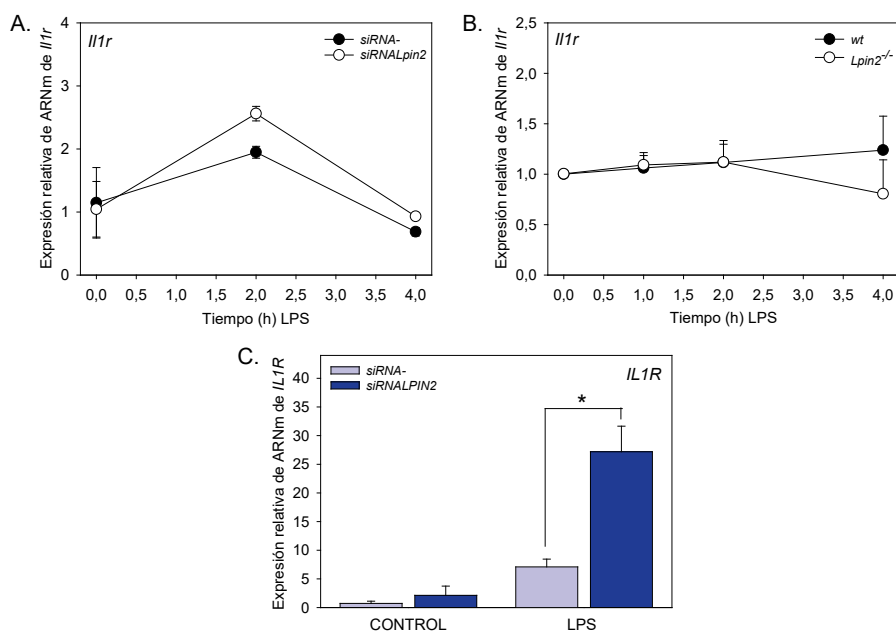 A.
Il1r
siRNA-
siRNALpin2
Expresión relativa de ARNm de Il1r
4
3
2
1
0
0,0 0,5 1,0 1,5 2,0 2,5 3,0 3,5 4,0
Tiempo (h) LPS
B.
Il1r
wt
Lpin2-/-
Expresión relativa de ARNm de Il1r
2,0
2,5
1,5
1,0
0,5
0,0
0,0 0,5 1,0 1,5 2,0 2,5 3,0 3,5 4,0
Tiempo (h) LPS
C.
siRNA-
siRNALPIN2
IL1R
Expresión relativa de ARNm de IL1R
40
35
30
25
20
15
10
5
0
*
CONTROL LPS